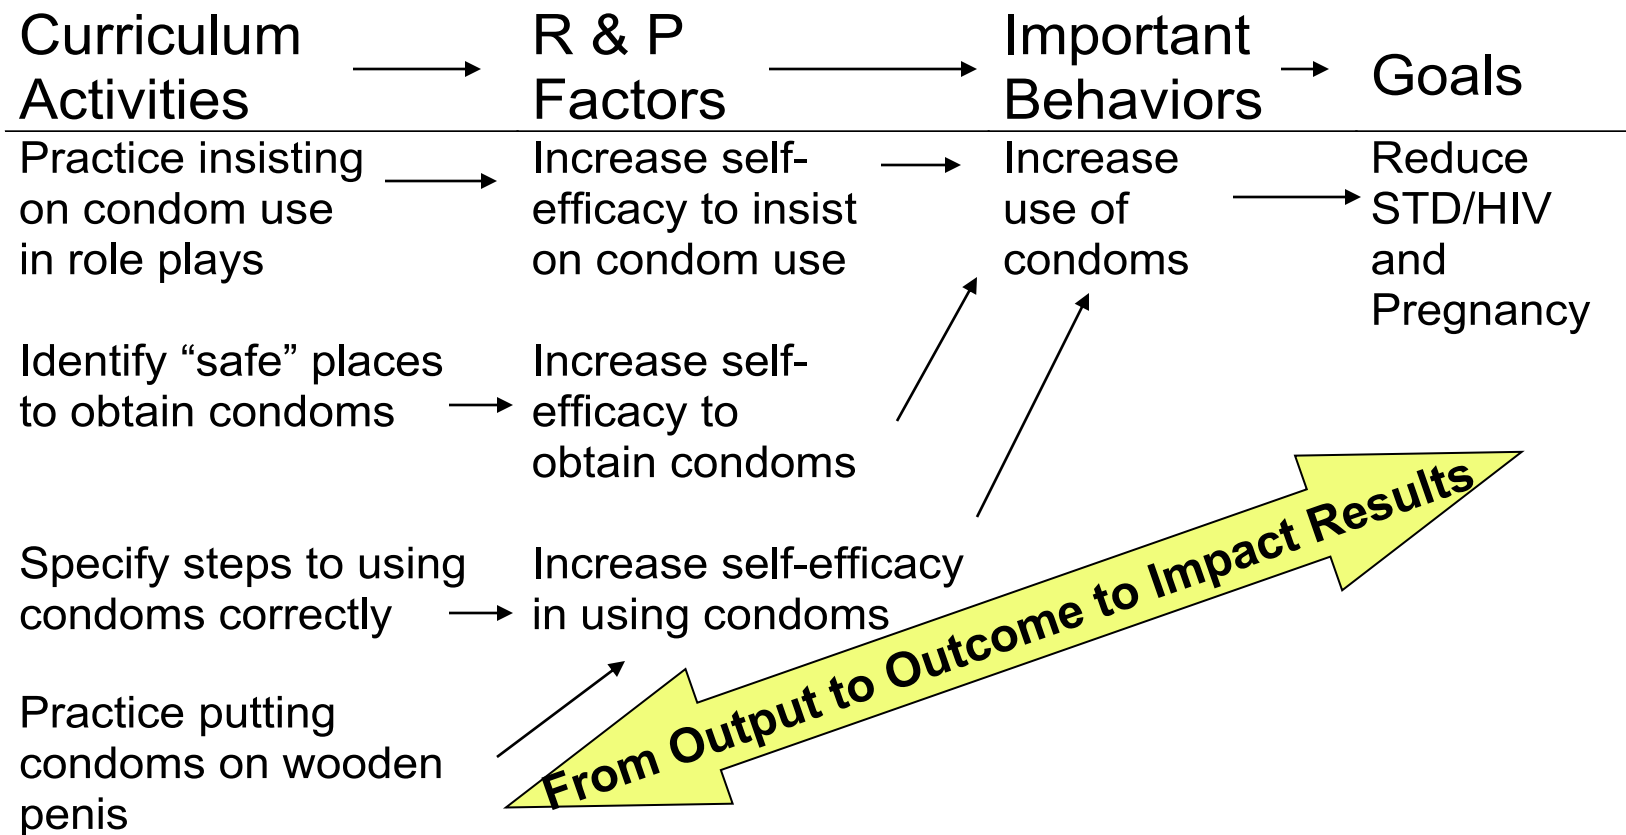 Curriculum
Activities
R & P
Factors
Important
Behaviors
Goals
Practice insisting
on condom use
in role plays
Increase self-
efficacy to insist
on condom use
Increase
use of
condoms
Reduce
STD/HIV
and
Pregnancy
Identify “safe” places
to obtain condoms
Increase self-
efficacy to
obtain condoms
Specify steps to using
condoms correctly
Increase self-efficacy
in using condoms
Practice putting
condoms on wooden
penis
From Output to Outcome to Impact Results